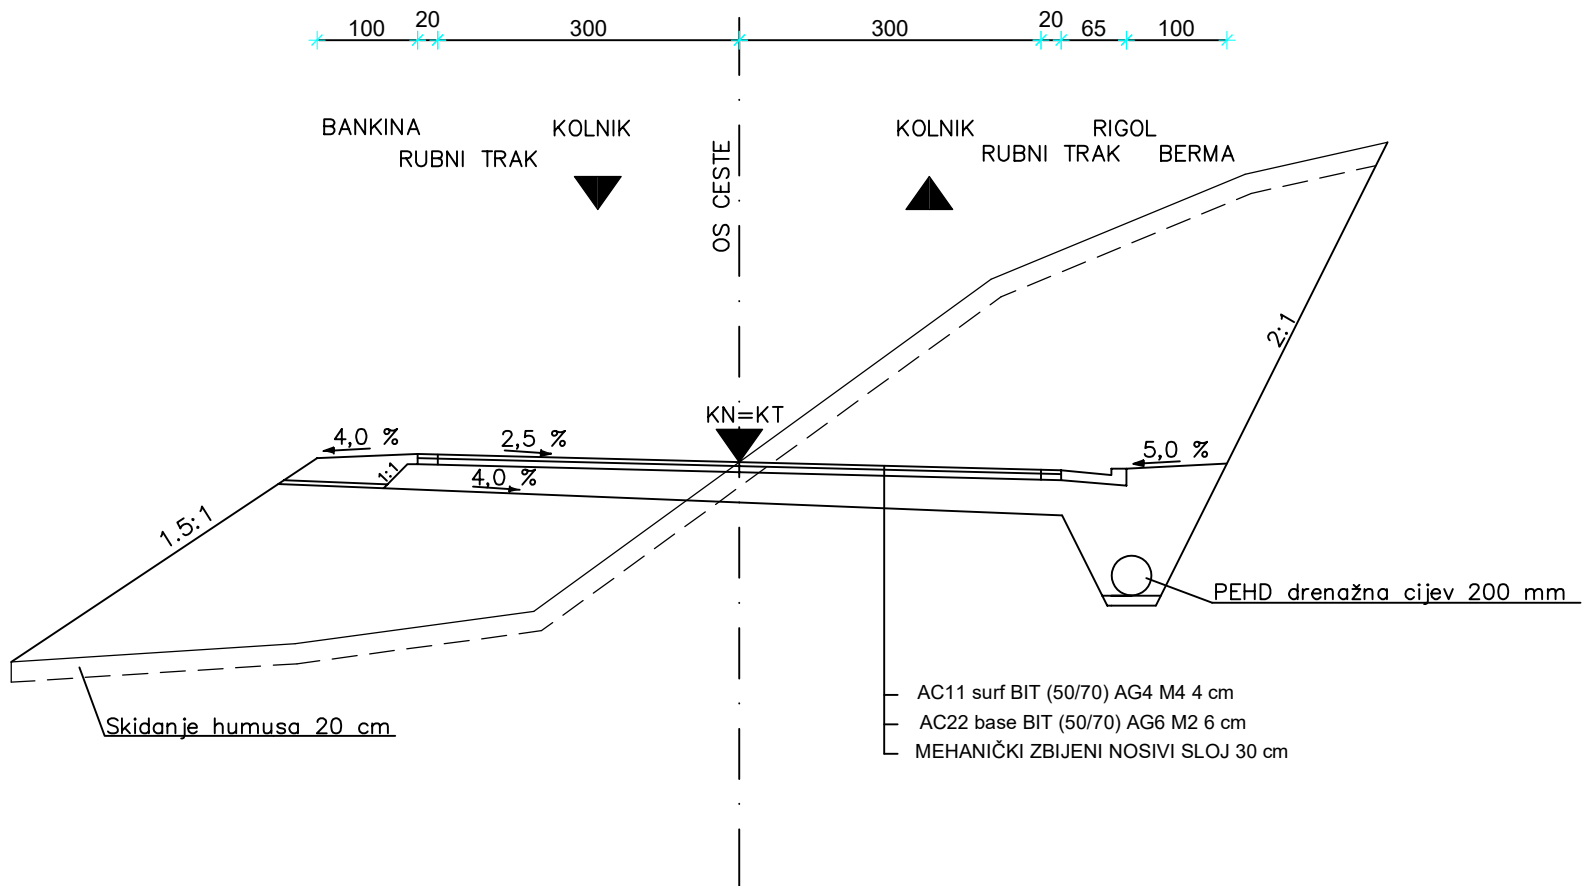 100 20 300 300 20 65 100
BANKINA KOLNIK KOLNIK RIGOL
RUBNI TRAK RUBNI TRAK BERMA
OS CESTE
2:1
KN=KT
4,0 % 2,5 % 5,0 %
1:1 4,0 %
1.5:1
PEHD drenažna cijev 200 mm
AC11 surf BIT (50/70) AG4 M4 4 cm
Skidanje humusa 20 cm
AC22 base BIT (50/70) AG6 M2 6 cm
MEHANIČKI ZBIJENI NOSIVI SLOJ 30 cm